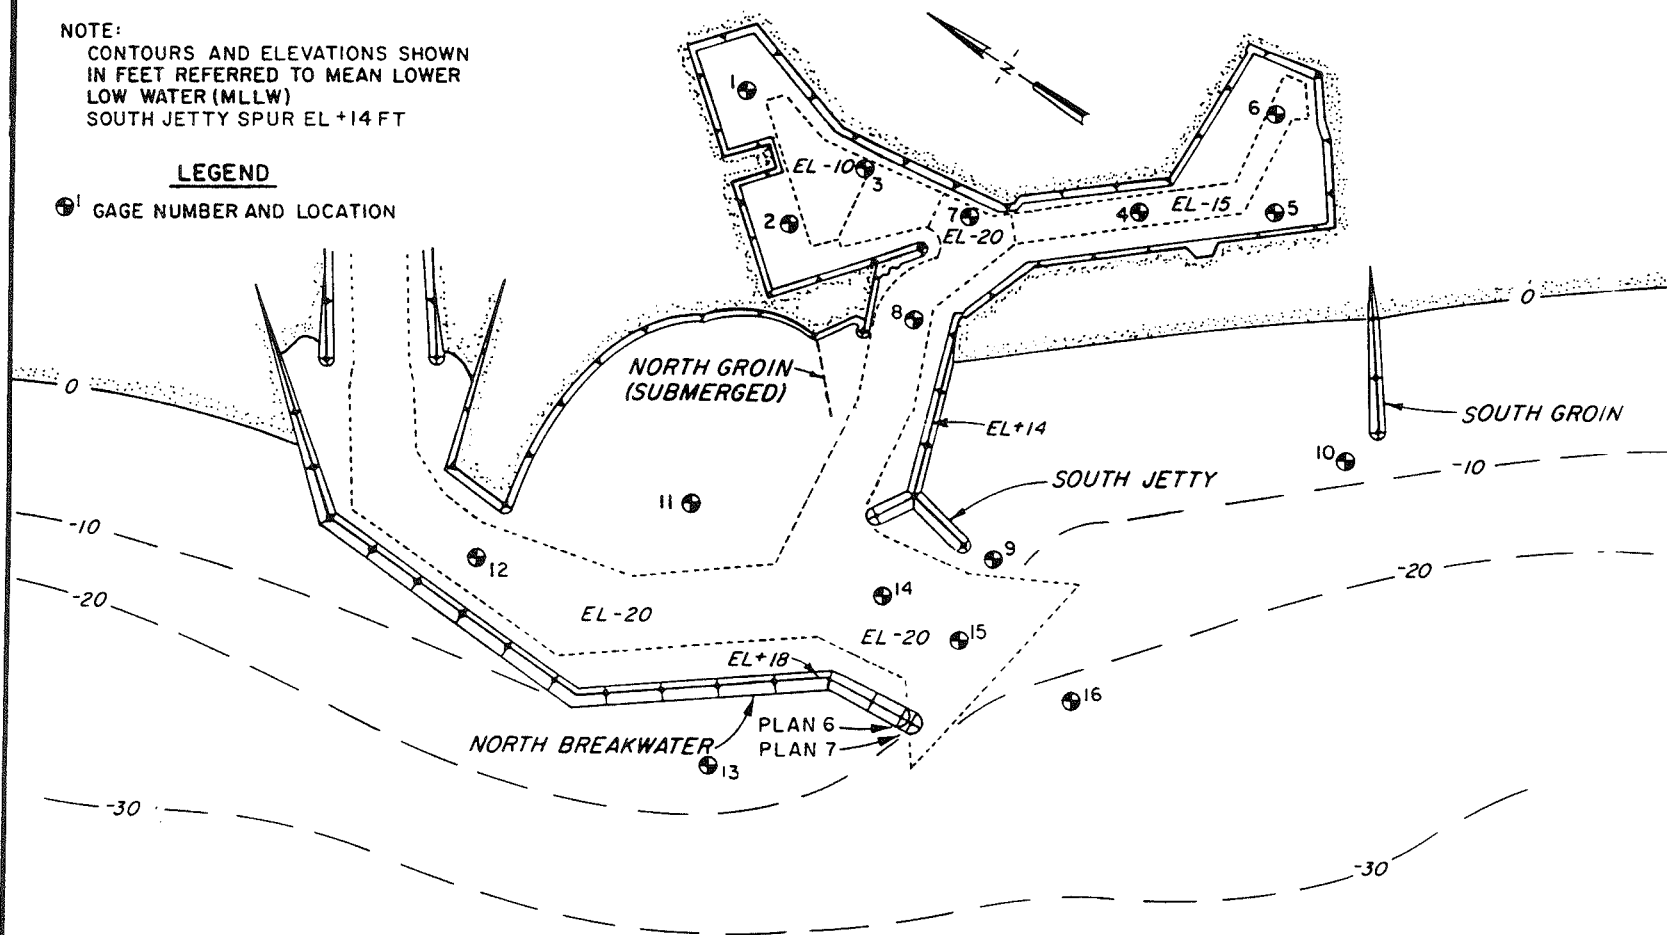 NOTE:
CONTOURS AND ELEVATIONS SHOWN
IN FEET REFERRED TO MEAN LOWER
LOW WATER (MLLW)
SOUTH JETTY SPUR EL +14 FT
LEGEND
1
GAGE NUMBER AND LOCATION
N
1
6
EL-10
3
2
7
EL-20
4
EL-15
5
8
0
0
NORTH GROIN
(SUBMERGED)
EL+14
SOUTH GROIN
10
-10
SOUTH JETTY
11
-10
12
9
-20
-20
14
EL-20
EL-20
15
EL+18
16
PLAN 6
NORTH BREAKWATER
PLAN 7
13
-30
-30